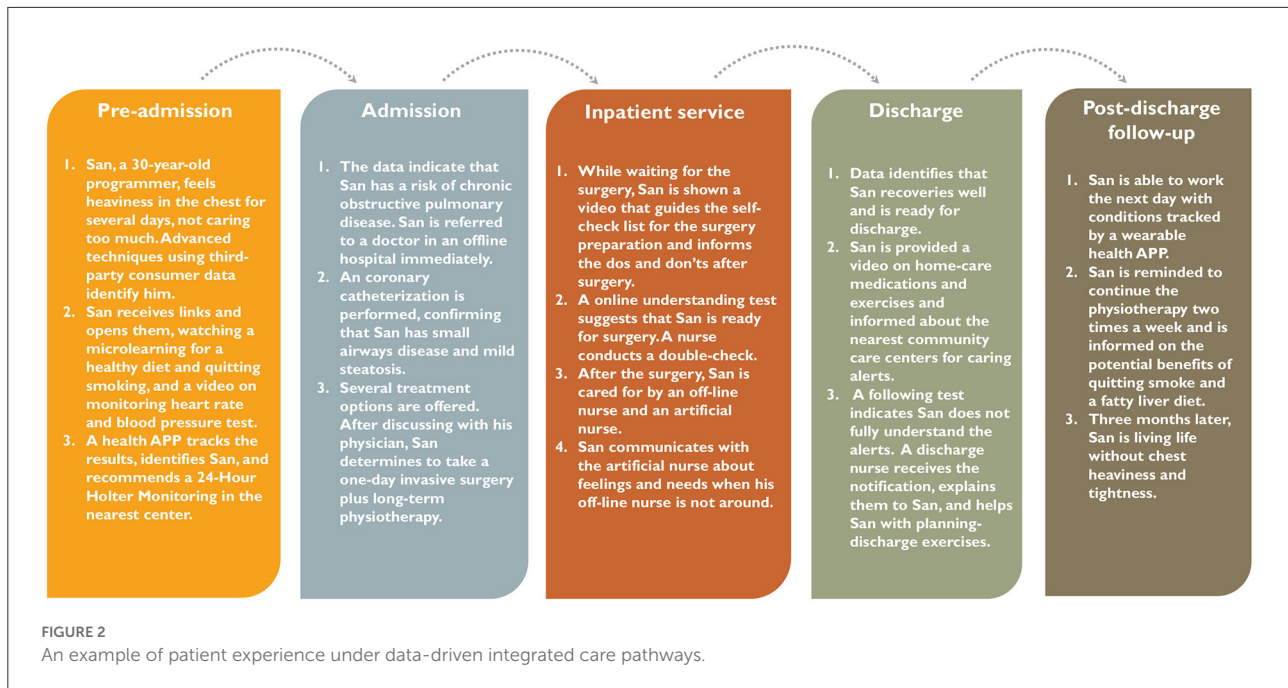 Pre-admission
1. San, a 30-year-old
programmer, feels
heaviness in the chest for
several days, not caring
too much. Advanced
techniques using third-
party consumer data
identify him.
2. San receives links and
opens them, watching a
microlearning for a
healthy diet and quitting
smoking, and a video on
monitoring heart rate
and blood pressure test.
3. A health APP tracks the
results, identifies San, and
recommends a 24-Hour
Holter Monitoring in the
nearest center.
Admission
1. The data indicate that
San has a risk of chronic
obstructive pulmonary
disease. San is referred
to a doctor in an offline
hospital immediately.
2. An coronary
catheterization is
performed, confirming
that San has small
airways disease and mild
steatosis.
3. Several treatment
options are offered.
After discussing with his
physician, San
determines to take a
one-day invasive surgery
plus long-term
physiotherapy.
Inpatient service
1. While waiting for the
surgery, San is shown a
video that guides the self-
check list for the surgery
preparation and informs
the dos and don'ts after
surgery.
2. A online understanding test
suggests that San is ready
for surgery. A nurse
conducts a double-check.
3. After the surgery, San is
cared for by an off-line
nurse and an artificial
nurse.
4. San communicates with
the artificial nurse about
feelings and needs when his
off-line nurse is not around.
Discharge
1. Data identifies that
San recoveries well
and is ready for
discharge.
2. San is provided a
video on home-care
medications and
exercises and
informed about the
nearest community
care centers for caring
alerts.
3. A following test
indicates San does not
fully understand the
alerts. A discharge
nurse receives the
notification, explains
them to San, and helps
San with planning-
discharge exercises.
Post-discharge
follow-up
1. San is able to work
the next day with
conditions tracked
by a wearable
health APP.
2. San is reminded to
continue the
physiotherapy two
times a week and is
informed on the
potential benefits of
quitting smoke and
a fatty liver diet.
3. Three months later,
San is living life
without chest
heaviness and
tightness.
FIGURE 2
An example of patient experience under data-driven integrated care pathways.